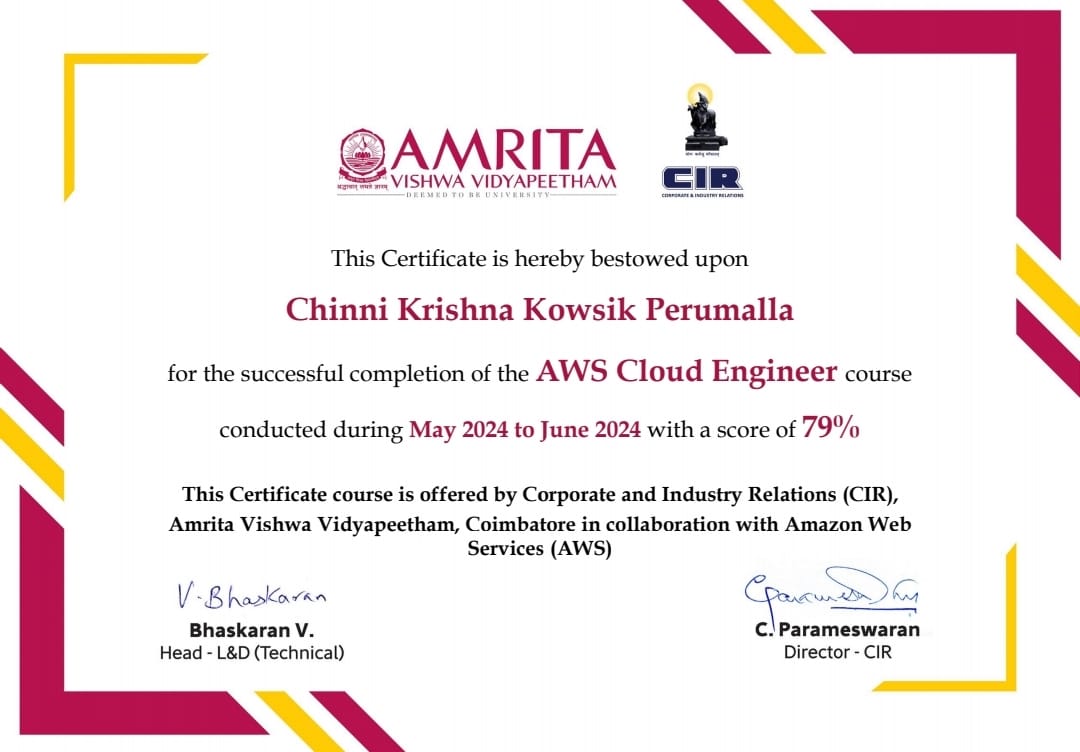 AMRITA
VISHWA VIDYAPEETHAM
DEEMED TO BE UNIVERSITY
श्रद्धावान् लभते ज्ञानम्
CIR
CORPORATE & INDUSTRY RELATIONS
This Certificate is hereby bestowed upon
Chinni Krishna Kowsik Perumalla
for the successful completion of the AWS Cloud Engineer course
conducted during May 2024 to June 2024 with a score of 79%
This Certificate course is offered by Corporate and Industry Relations (CIR),
Amrita Vishwa Vidyapeetham, Coimbatore in collaboration with Amazon Web
Services (AWS)
V. Bhaskaran
Bhaskaran V.
Head - L&D (Technical)
C. Parameswaran
Director - CIR